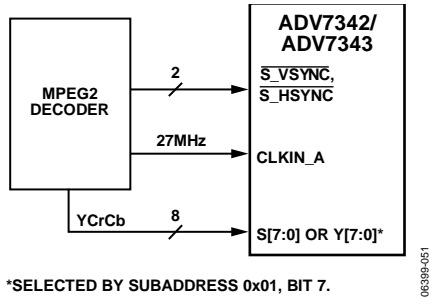 ADV7342/
ADV7343
MPEG2
DECODER
2
S_VSYNC,
S_HSYNC
27MHz
CLKIN_A
YCrCb
8
S[7:0] OR Y[7:0]*
*SELECTED BY SUBADDRESS 0x01, BIT 7.
06399-051